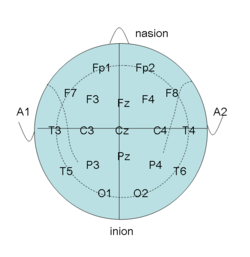 nasion
Fp1 Fp2
F7 F8
F3 Fz F4
A1 A2
T3 C3 Cz C4 T4
P3 Pz P4
T5 T6
O1 O2
inion